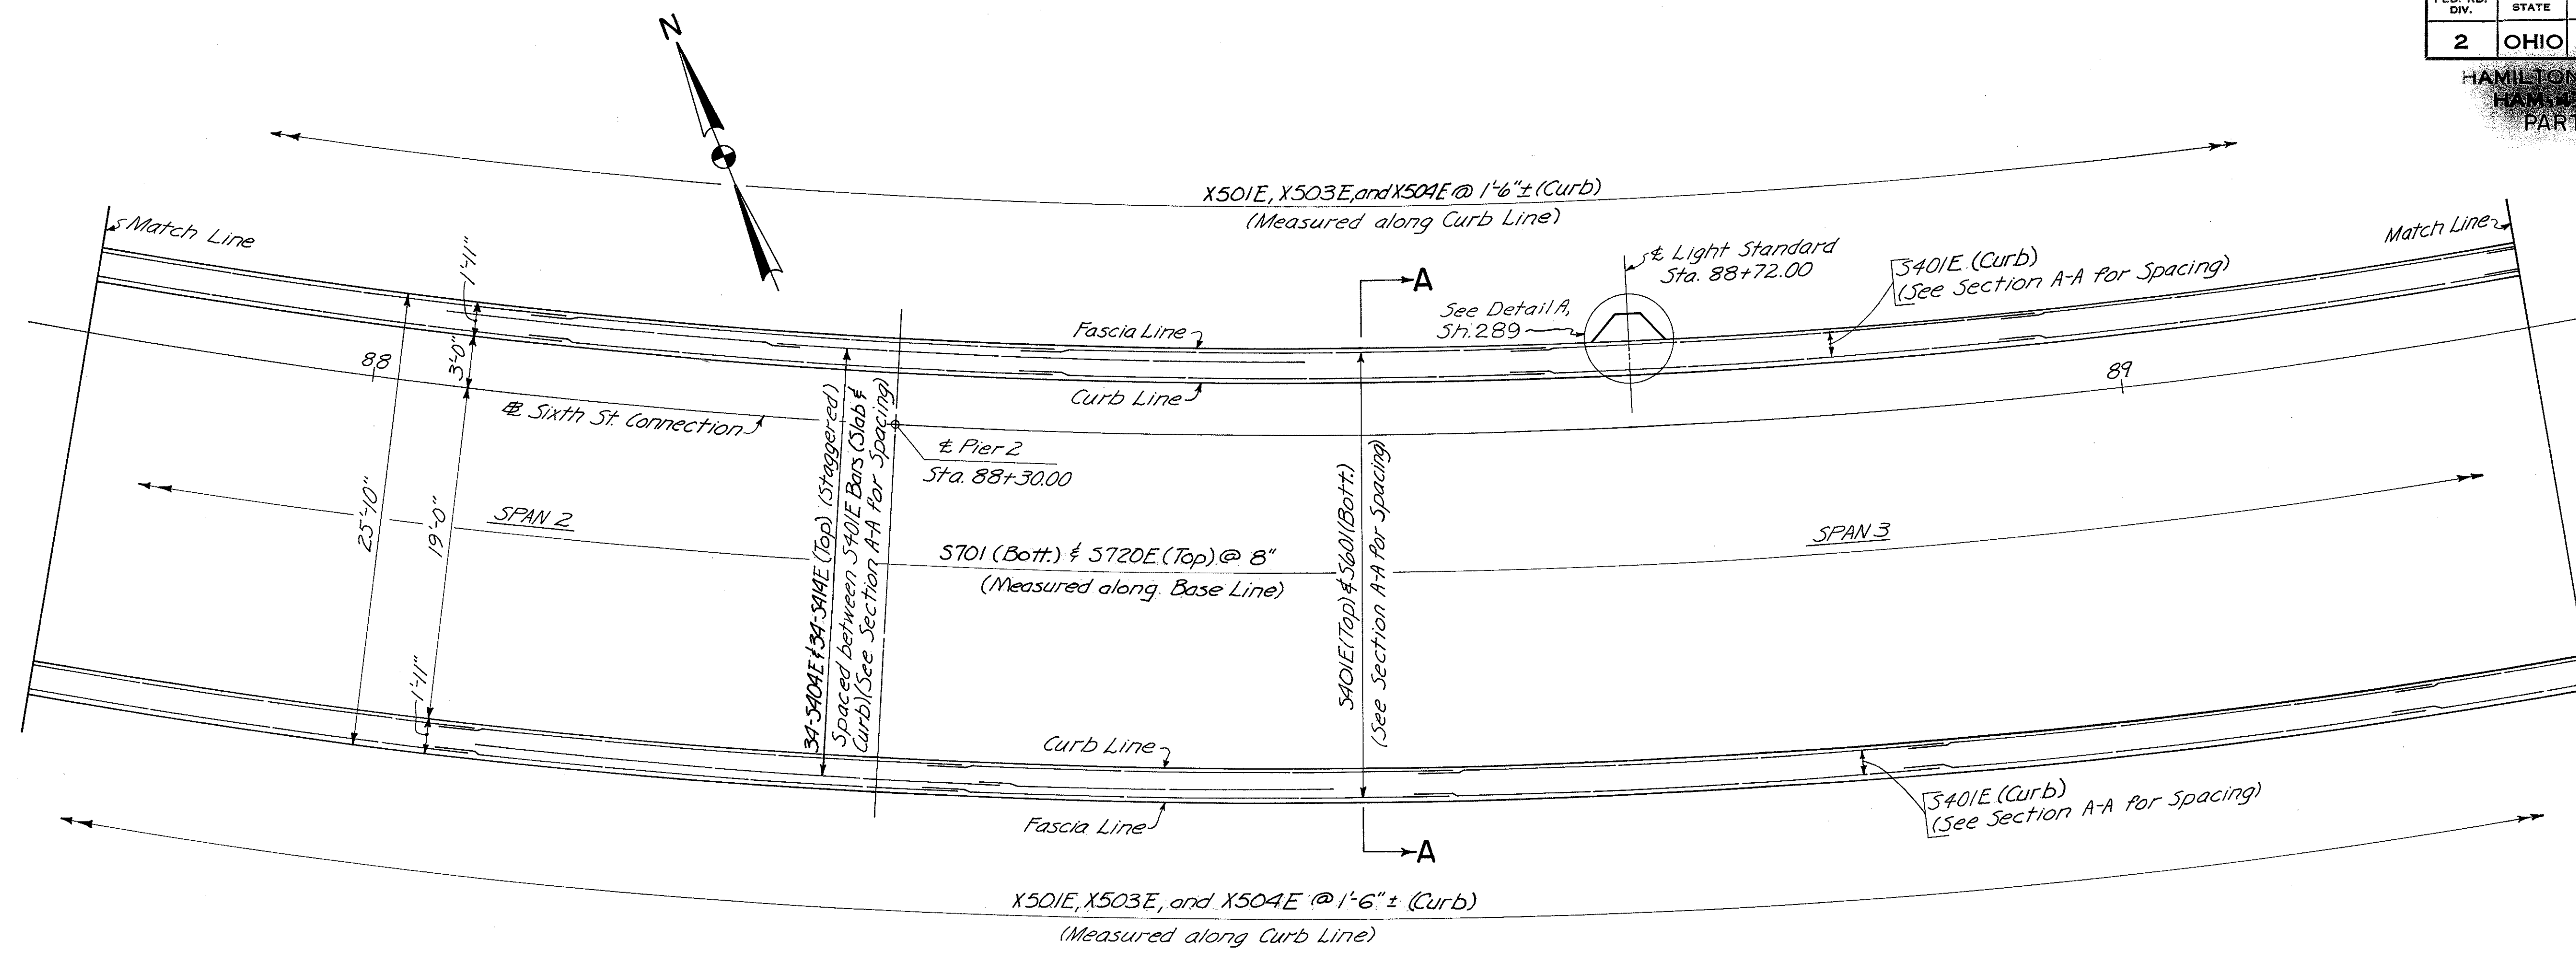 DIV.
STATE
2
OHIO
HAMILTON
HAM
PART
N
X501E, X503E, and X504E @ 1'-6"± (Curb)
(Measured along Curb Line)
Match Line
Match Line
1'-11"
℄ Light Standard
Sta. 88+72.00
S401E (Curb)
(See Section A-A for Spacing)
A
See Detail A,
Sh. 289
Fascia Line
88
3'-0"
89
Curb Line
℄ Sixth St. Connection
℄ Pier 2
Sta. 88+30.00
25'-10"
19'-0"
SPAN 2
34-S404E & 34-S414E (Top) (Staggered)
Spaced between S401E Bars (Slab &
Curb) (See Section A-A for Spacing)
S701 (Bott.) & S720E (Top) @ 8"
(Measured along Base Line)
S401E (Top) & S601 (Bott.)
(See Section A-A for Spacing)
SPAN 3
1'-11"
Curb Line
Fascia Line
S401E (Curb)
(See Section A-A for Spacing)
A
X501E, X503E, and X504E @ 1'-6" ± (Curb)
(Measured along Curb Line)